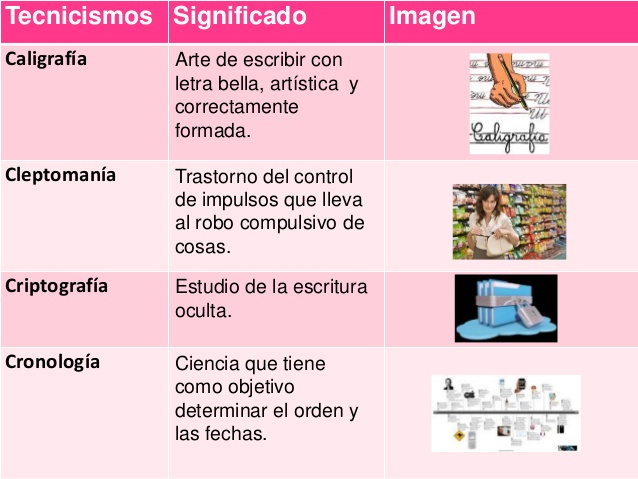 Tecnicismos Significado Imagen
Caligrafía
Arte de escribir con
letra bella, artística y
correctamente
formada.
Caligrafía
Cleptomanía
Trastorno del control
de impulsos que lleva
al robo compulsivo de
cosas.
Criptografía
Estudio de la escritura
oculta.
Cronología
Ciencia que tiene
como objetivo
determinar el orden y
las fechas.